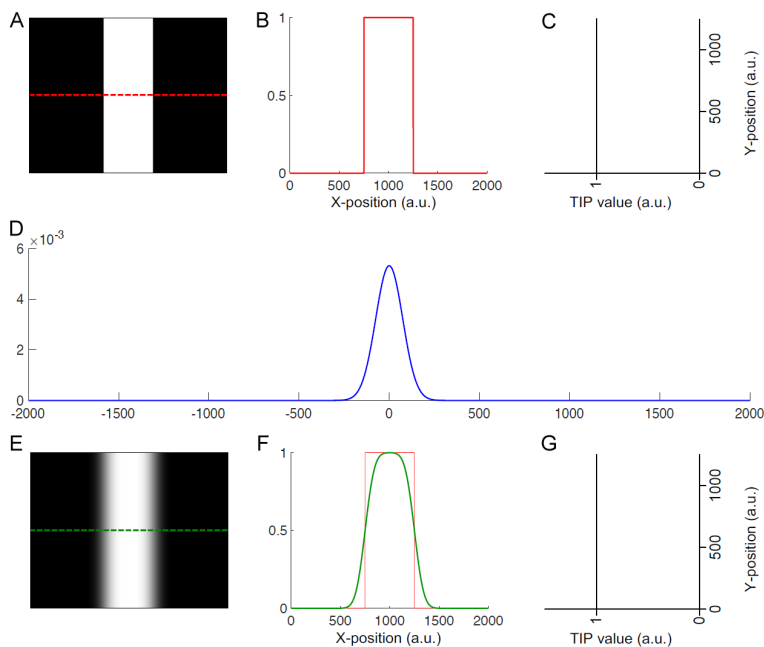 A
B
1
0.5
0
0 500 1000 1500 2000
X-position (a.u.)
C
1000
500
0
Y-position (a.u.)
1 0
TIP value (a.u.)
D
×10⁻³
6
4
2
0
-2000 -1500 -1000 -500 0 500 1000 1500 2000
E
F
1
0.5
0
0 500 1000 1500 2000
X-position (a.u.)
G
1000
500
0
Y-position (a.u.)
1 0
TIP value (a.u.)